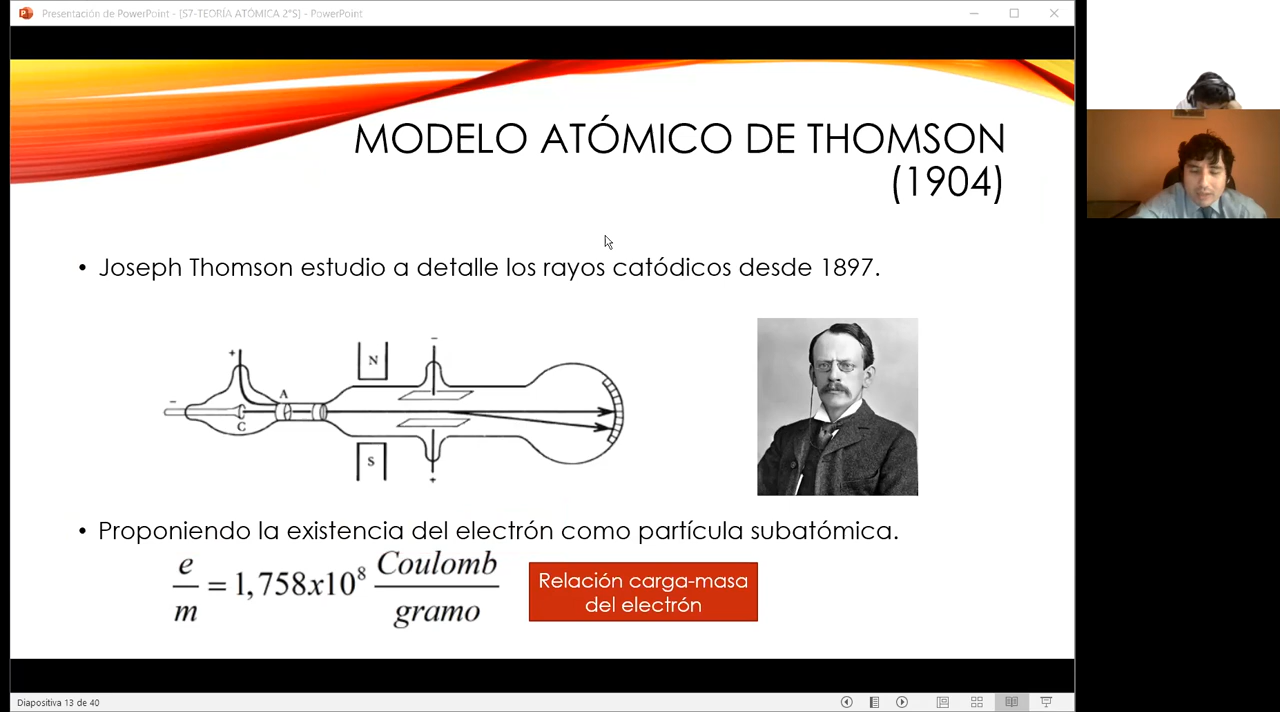 Presentación de PowerPoint - [S7-TEORÍA ATÓMICA 2°S] - PowerPoint
MODELO ATÓMICO DE THOMSON
(1904)
• Joseph Thomson estudio a detalle los rayos catódicos desde 1897.
N
−
+
A
−
C
S
+
• Proponiendo la existencia del electrón como partícula subatómica.
e/m = 1,758x10⁸ Coulomb/gramo
Relación carga-masa
del electrón
Diapositiva 13 de 40